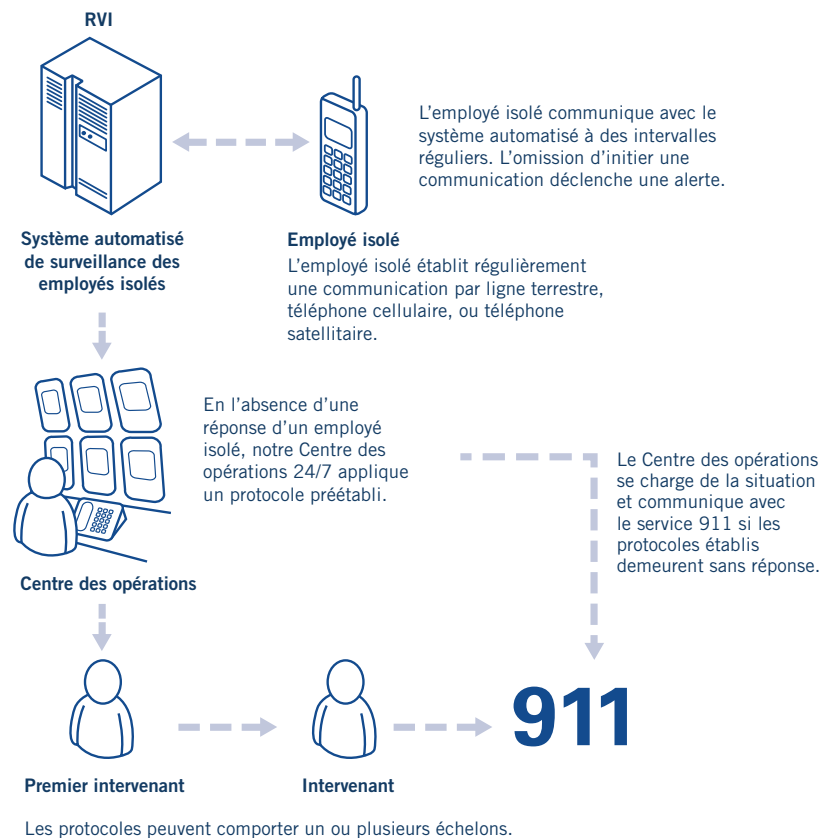 RVI
L’employé isolé communique avec le
système automatisé à des intervalles
réguliers. L’omission d’initier une
communication déclenche une alerte.
Système automatisé
de surveillance des
employés isolés
Employé isolé
L’employé isolé établit régulièrement
une communication par ligne terrestre,
téléphone cellulaire, ou téléphone
satellitaire.
En l’absence d’une
réponse d’un employé
isolé, notre Centre des
opérations 24/7 applique
un protocole préétabli.
Le Centre des opérations
se charge de la situation
et communique avec
le service 911 si les
protocoles établis
demeurent sans réponse.
Centre des opérations
911
Premier intervenant
Intervenant
Les protocoles peuvent comporter un ou plusieurs échelons.